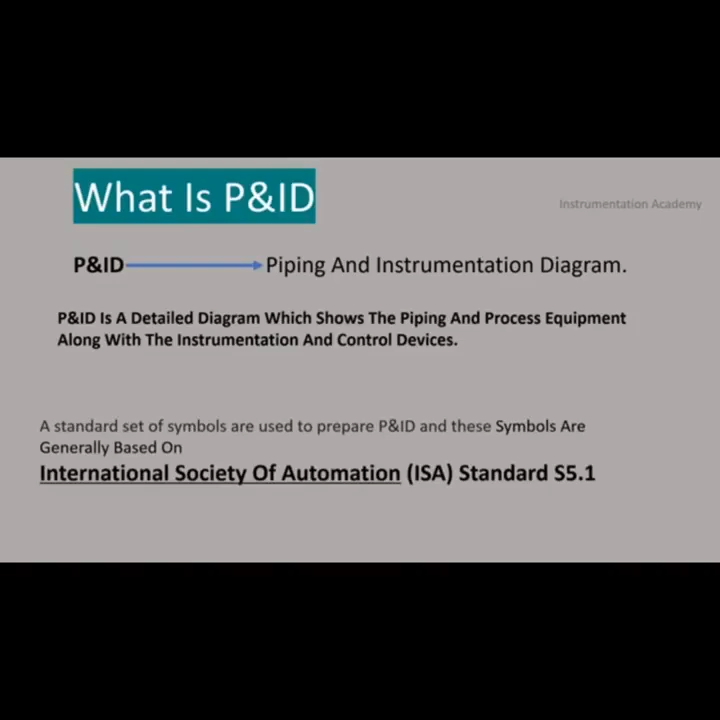 What Is P&ID
Instrumentation Academy
P&ID Piping And Instrumentation Diagram.
P&ID Is A Detailed Diagram Which Shows The Piping And Process Equipment
Along With The Instrumentation And Control Devices.
A standard set of symbols are used to prepare P&ID and these Symbols Are
Generally Based On
International Society Of Automation (ISA) Standard S5.1